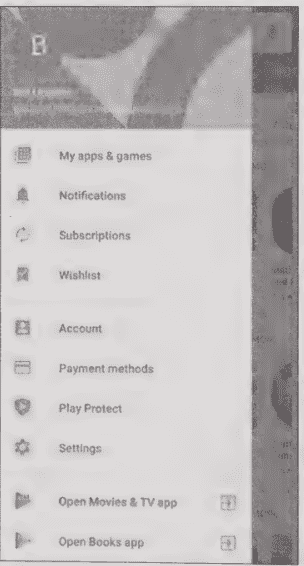 B
My apps & games
Notifications
Subscriptions
Wishlist
Account
Payment methods
Play Protect
Settings
Open Movies & TV app
Open Books app